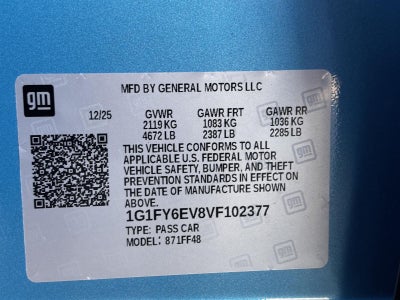 gm
MFD BY GENERAL MOTORS LLC
12/25 GVWR GAWR FRT GAWR RR
2119 KG 1083 KG 1036 KG
4672 LB 2387 LB 2285 LB
THIS VEHICLE CONFORMS TO ALL
APPLICABLE U.S. FEDERAL MOTOR
VEHICLE SAFETY, BUMPER, AND THEFT
PREVENTION STANDARDS IN EFFECT ON
THE DATE OF MANUFACTURE SHOWN
ABOVE.
1G1FY6EV8VF102377
TYPE: PASS CAR
MODEL: 871FF48
gm